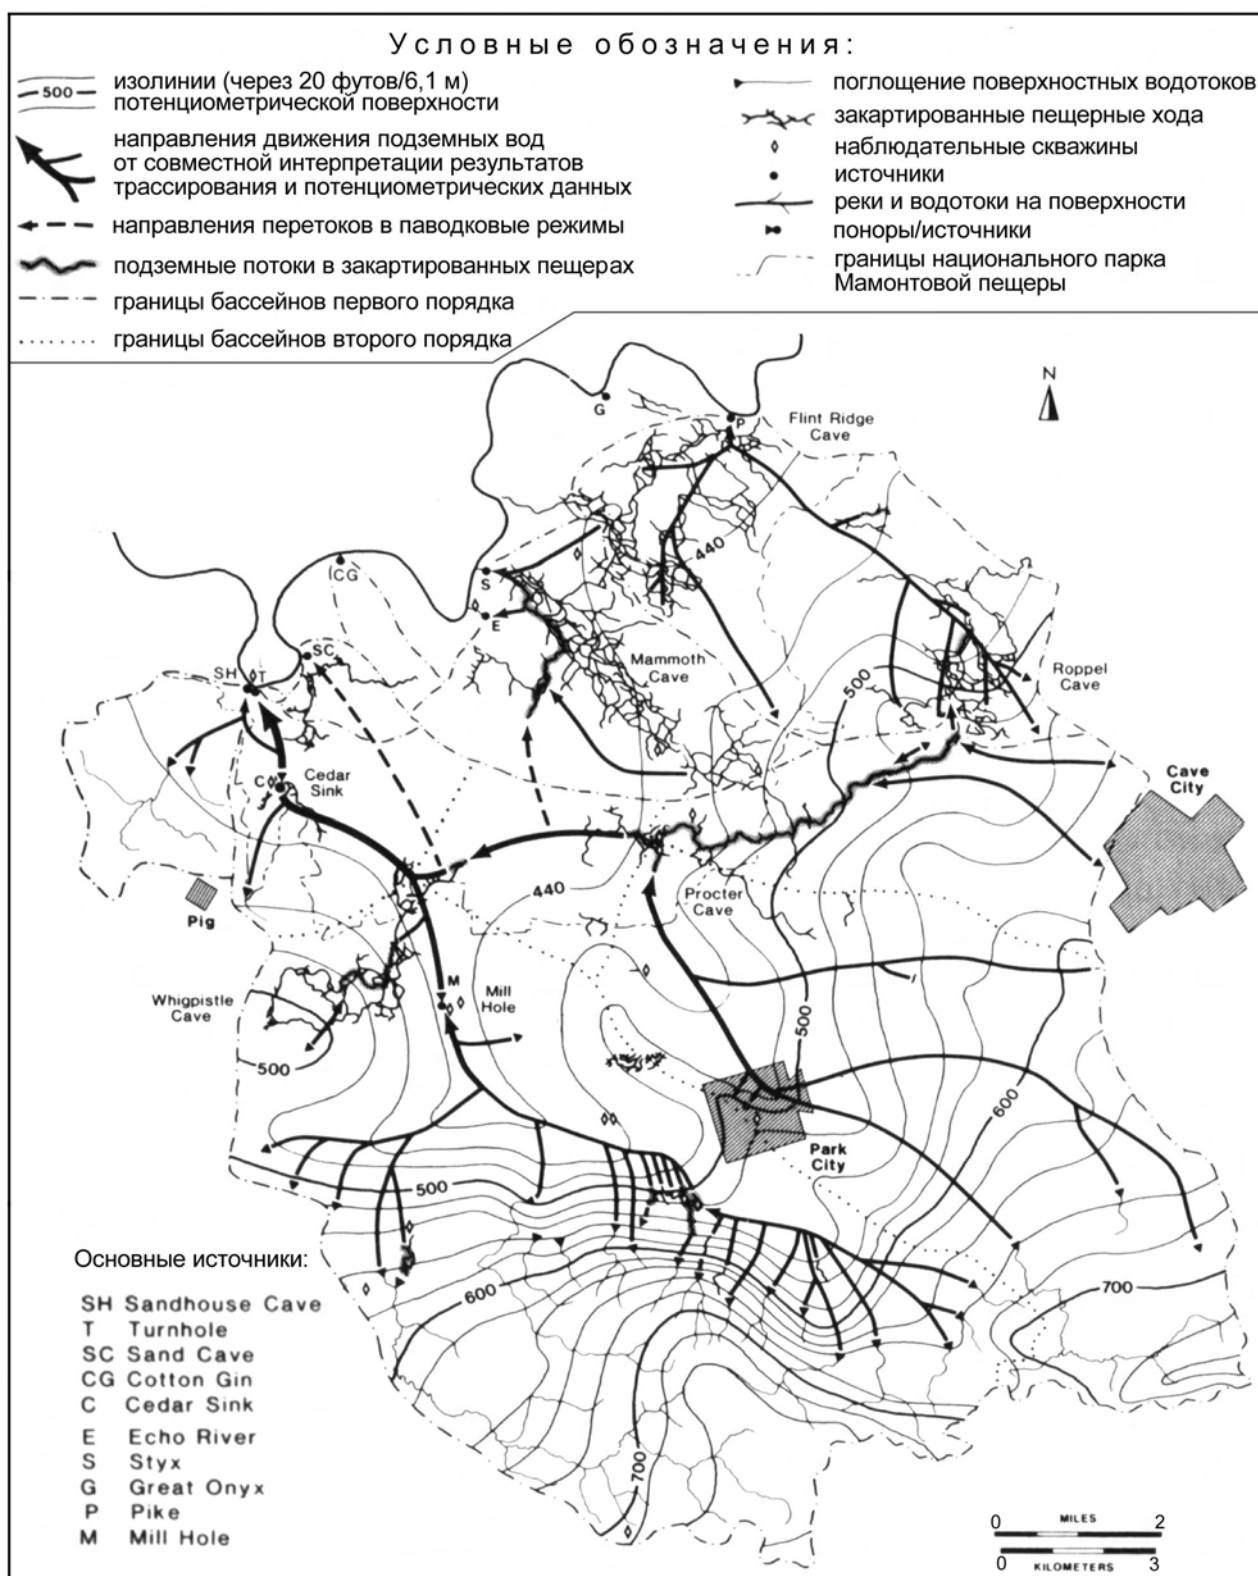 Условные обозначения:
500
изолинии (через 20 футов/6,1 м)
потенциометрической поверхности
направления движения подземных вод
от совместной интерпретации результатов
трассирования и потенциометрических данных
направления перетоков в паводковые режимы
подземные потоки в закартированных пещерах
границы бассейнов первого порядка
границы бассейнов второго порядка
поглощение поверхностных водотоков
закартированные пещерные хода
наблюдательные скважины
источники
реки и водотоки на поверхности
поноры/источники
границы национального парка
Мамонтовой пещеры
N
G
P
Flint Ridge
Cave
440
CG
S
E
SC
Mammoth
Cave
500
Roppel
Cave
SH
T
C
Cedar
Sink
Cave
City
440
Procter
Cave
Pig
Whigpistle
Cave
M
Mill
Hole
500
500
600
Park
City
500
600
700
700
Основные источники:
SH Sandhouse Cave
T Turnhole
SC Sand Cave
CG Cotton Gin
C Cedar Sink
E Echo River
S Styx
G Great Onyx
P Pike
M Mill Hole
MILES
0 2
0 3
KILOMETERS